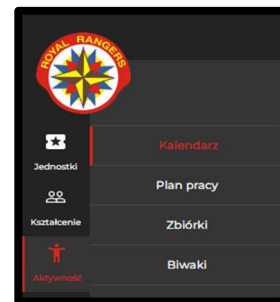 ROYAL RANGERS
Jednostki
Kształcenie
Aktywność
Kalendarz
Plan pracy
Zbiórki
Biwaki